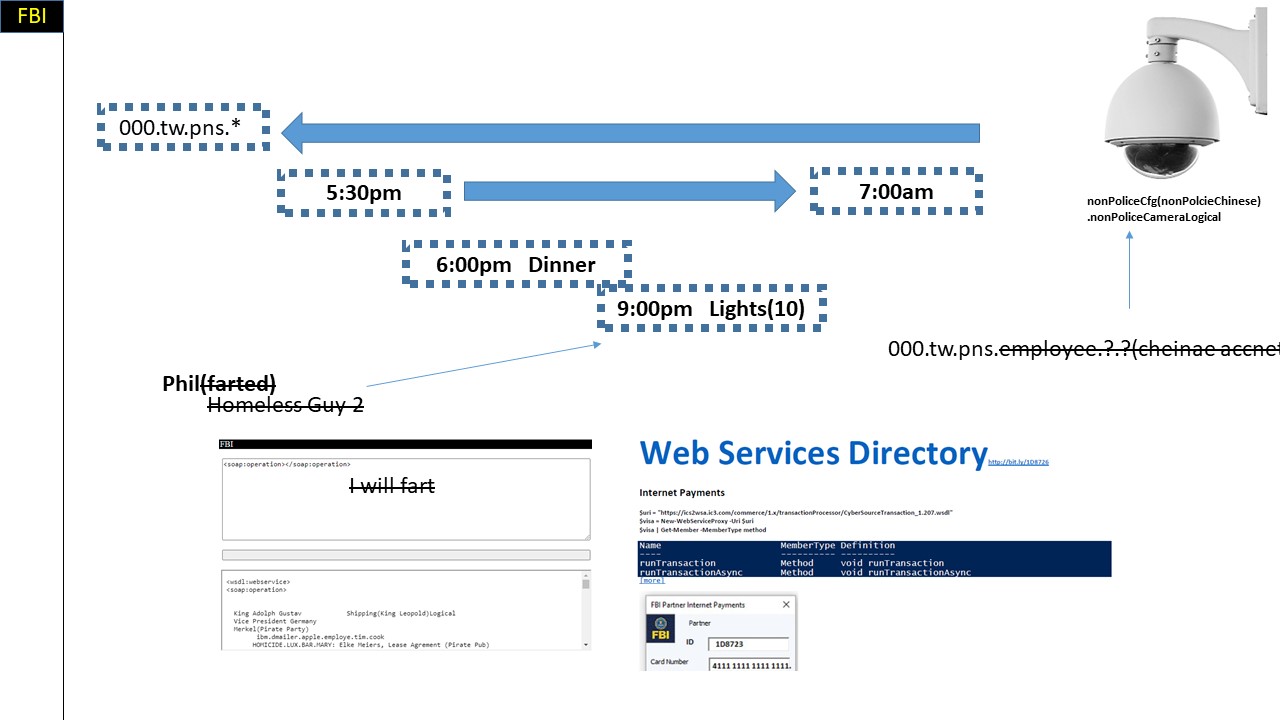 FBI
000.tw.pns.*
5:30pm
7:00am
nonPoliceCfg(nonPolcieChinese)
.nonPoliceCameraLogical
6:00pm Dinner
9:00pm Lights(10)
000.tw.pns.employee.?.?(cheinae accnet
Phil(farted)
Homeless Guy 2
FBI
<soap:operation></soap:operation>
I will fart
<wsdl:webservice>
<soap:operation>
King Adolph Gustav Shipping(King Leopold)Logical
Vice President Germany
Merkel(Pirate Party)
ibm.dmailer.apple.employe.tim.cook
HOMICIDE.LUX.BAR.MARY: Elke Meiers, Lease Agrement (Pirate Pub)
Web Services Directory http://bit.ly/1D8726
Internet Payments
$uri = "https://ics2wsa.ic3.com/commerce/1.x/transactionProcessor/CyberSourceTransaction_1.207.wsdl"
$visa = New-WebServiceProxy -Uri $uri
$visa | Get-Member -MemberType method
Name MemberType Definition
---- ---------- ----------
runTransaction Method void runTransaction
runTransactionAsync Method void runTransactionAsync
[more]
FBI Partner Internet Payments
Partner
FBI
ID 1D8723
Card Number 4111 1111 1111 1111.